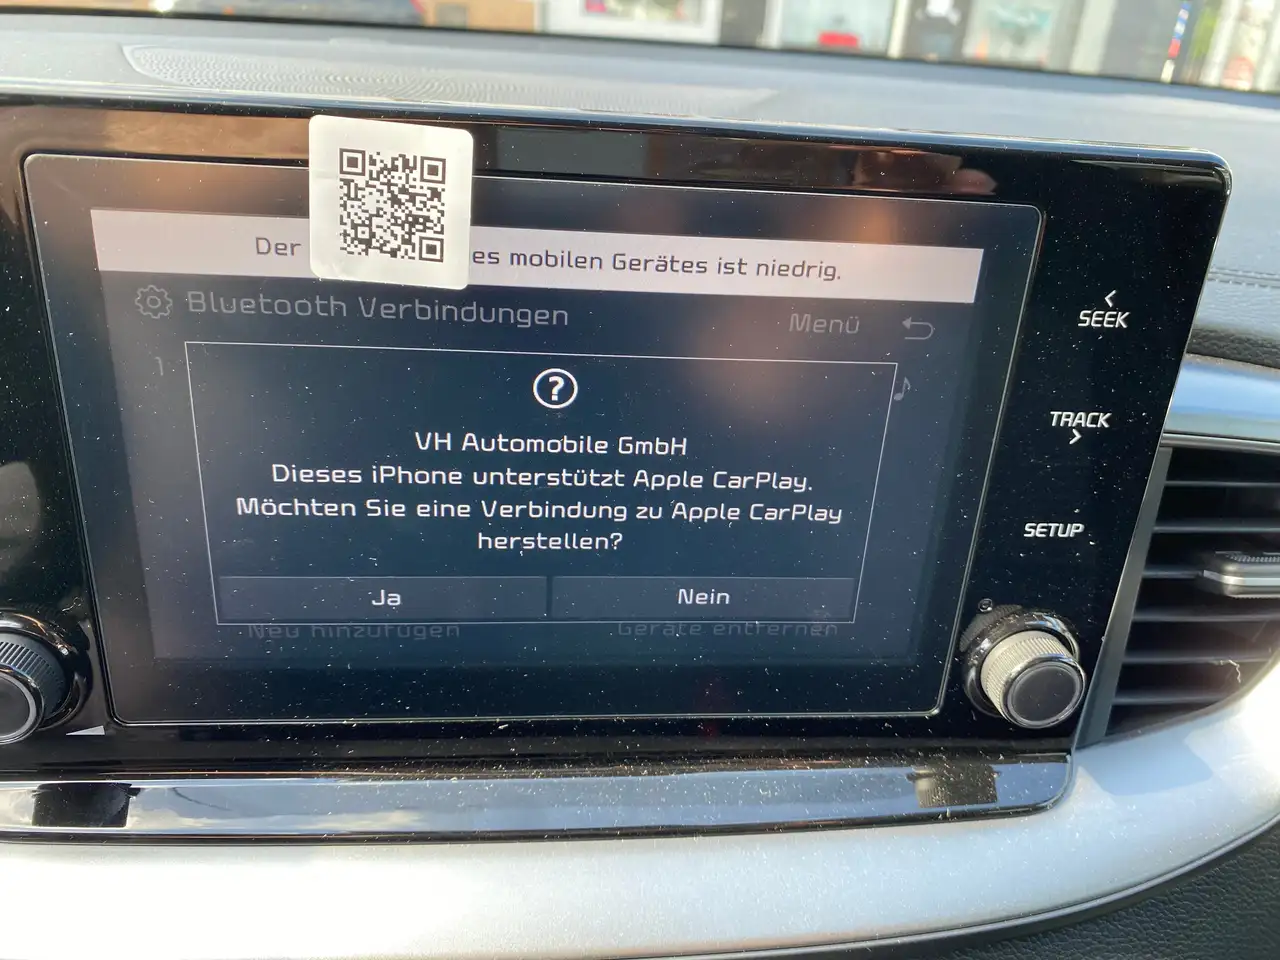 Der es mobilen Gerätes ist niedrig.
Bluetooth Verbindungen
Menü
1
VH Automobile GmbH
Dieses iPhone unterstützt Apple CarPlay.
Möchten Sie eine Verbindung zu Apple CarPlay
herstellen?
Ja
Nein
Neu hinzufügen
Geräte entfernen
SEEK
TRACK
SETUP